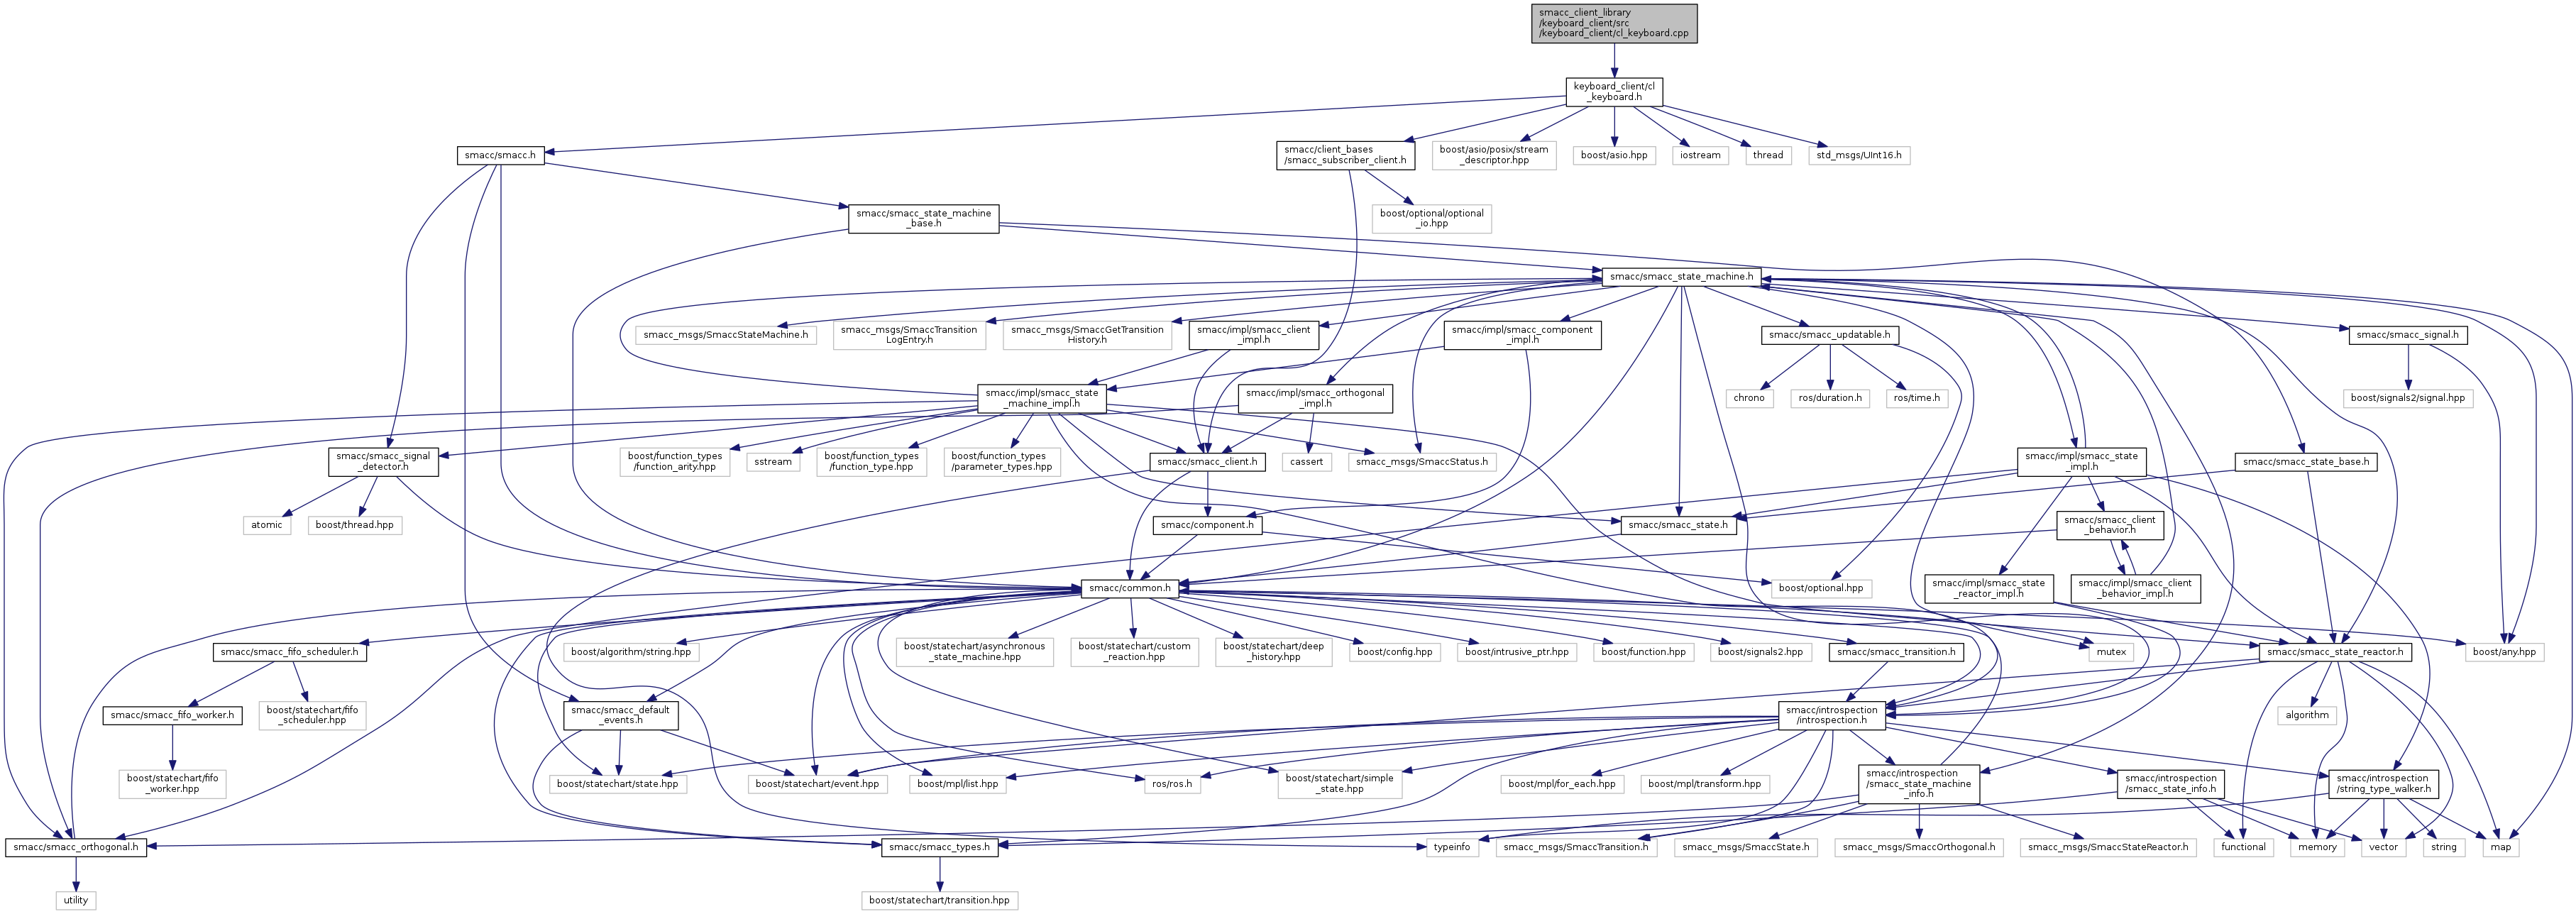 smacc_client_library
/keyboard_client/src
/keyboard_client/cl_keyboard.cpp
keyboard_client/cl
_keyboard.h
smacc/smacc.h
smacc/client_bases
/smacc_subscriber_client.h
boost/asio/posix/stream
_descriptor.hpp
boost/asio.hpp
iostream
thread
std_msgs/UInt16.h
smacc/smacc_state_machine
_base.h
boost/optional/optional
_io.hpp
smacc/smacc_state_machine.h
smacc_msgs/SmaccStateMachine.h
smacc_msgs/SmaccTransition
LogEntry.h
smacc_msgs/SmaccGetTransition
History.h
smacc/impl/smacc_client
_impl.h
smacc/impl/smacc_component
_impl.h
smacc/smacc_updatable.h
smacc/smacc_signal.h
smacc/impl/smacc_state
_machine_impl.h
smacc/impl/smacc_orthogonal
_impl.h
chrono
ros/duration.h
ros/time.h
boost/signals2/signal.hpp
smacc/smacc_signal
_detector.h
boost/function_types
/function_arity.hpp
sstream
boost/function_types
/function_type.hpp
boost/function_types
/parameter_types.hpp
smacc/smacc_client.h
cassert
smacc_msgs/SmaccStatus.h
smacc/impl/smacc_state
_impl.h
smacc/smacc_state_base.h
atomic
boost/thread.hpp
smacc/component.h
smacc/smacc_state.h
smacc/smacc_client
_behavior.h
smacc/common.h
boost/optional.hpp
smacc/impl/smacc_state
_reactor_impl.h
smacc/impl/smacc_client
_behavior_impl.h
smacc/smacc_fifo_scheduler.h
boost/algorithm/string.hpp
boost/statechart/asynchronous
_state_machine.hpp
boost/statechart/custom
_reaction.hpp
boost/statechart/deep
_history.hpp
boost/config.hpp
boost/intrusive_ptr.hpp
boost/function.hpp
boost/signals2.hpp
smacc/smacc_transition.h
mutex
smacc/smacc_state_reactor.h
boost/any.hpp
smacc/smacc_fifo_worker.h
boost/statechart/fifo
_scheduler.hpp
smacc/smacc_default
_events.h
smacc/introspection
/introspection.h
algorithm
boost/statechart/fifo
_worker.hpp
boost/statechart/state.hpp
boost/statechart/event.hpp
boost/mpl/list.hpp
ros/ros.h
boost/statechart/simple
_state.hpp
boost/mpl/for_each.hpp
boost/mpl/transform.hpp
smacc/introspection
/smacc_state_machine
_info.h
smacc/introspection
/smacc_state_info.h
smacc/introspection
/string_type_walker.h
smacc/smacc_orthogonal.h
smacc/smacc_types.h
typeinfo
smacc_msgs/SmaccTransition.h
smacc_msgs/SmaccState.h
smacc_msgs/SmaccOrthogonal.h
smacc_msgs/SmaccStateReactor.h
functional
memory
vector
string
map
utility
boost/statechart/transition.hpp